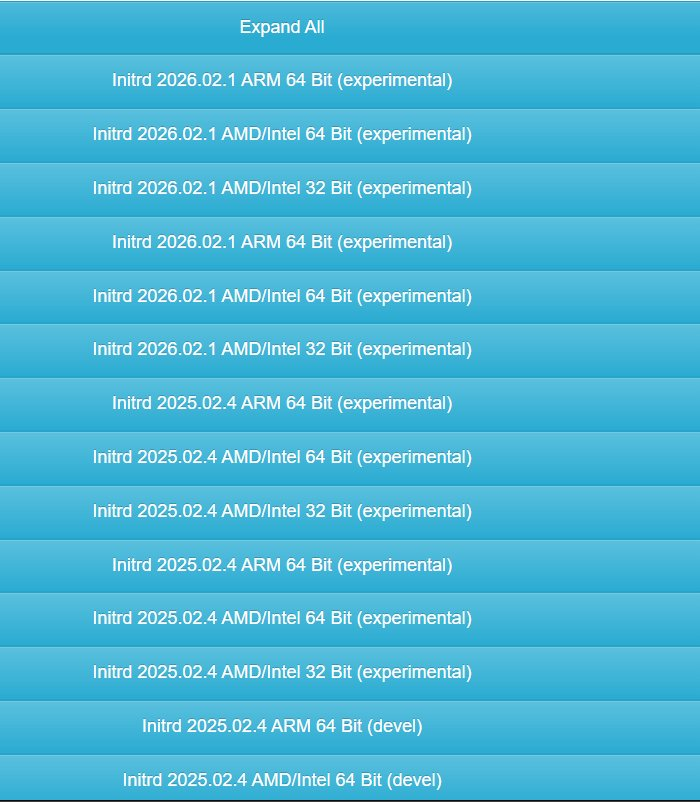 Expand All
Initrd 2026.02.1 ARM 64 Bit (experimental)
Initrd 2026.02.1 AMD/Intel 64 Bit (experimental)
Initrd 2026.02.1 AMD/Intel 32 Bit (experimental)
Initrd 2026.02.1 ARM 64 Bit (experimental)
Initrd 2026.02.1 AMD/Intel 64 Bit (experimental)
Initrd 2026.02.1 AMD/Intel 32 Bit (experimental)
Initrd 2025.02.4 ARM 64 Bit (experimental)
Initrd 2025.02.4 AMD/Intel 64 Bit (experimental)
Initrd 2025.02.4 AMD/Intel 32 Bit (experimental)
Initrd 2025.02.4 ARM 64 Bit (experimental)
Initrd 2025.02.4 AMD/Intel 64 Bit (experimental)
Initrd 2025.02.4 AMD/Intel 32 Bit (experimental)
Initrd 2025.02.4 ARM 64 Bit (devel)
Initrd 2025.02.4 AMD/Intel 64 Bit (devel)